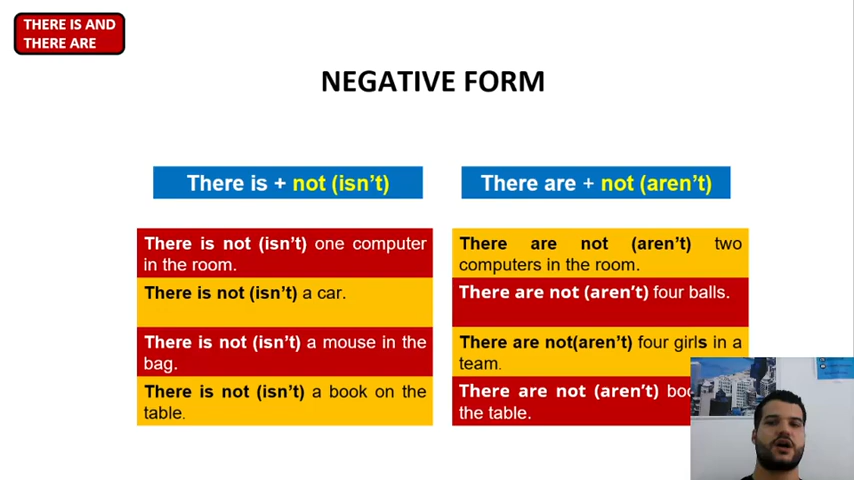 THERE IS AND
THERE ARE
NEGATIVE FORM
There is + not (isn't)
There is not (isn't) one computer
in the room.
There is not (isn't) a car.
There is not (isn't) a mouse in the
bag.
There is not (isn't) a book on the
table.
There are + not (aren't)
There are not (aren't) two
computers in the room.
There are not (aren't) four balls.
There are not(aren't) four girls in a
team.
There are not (aren't)
the table.